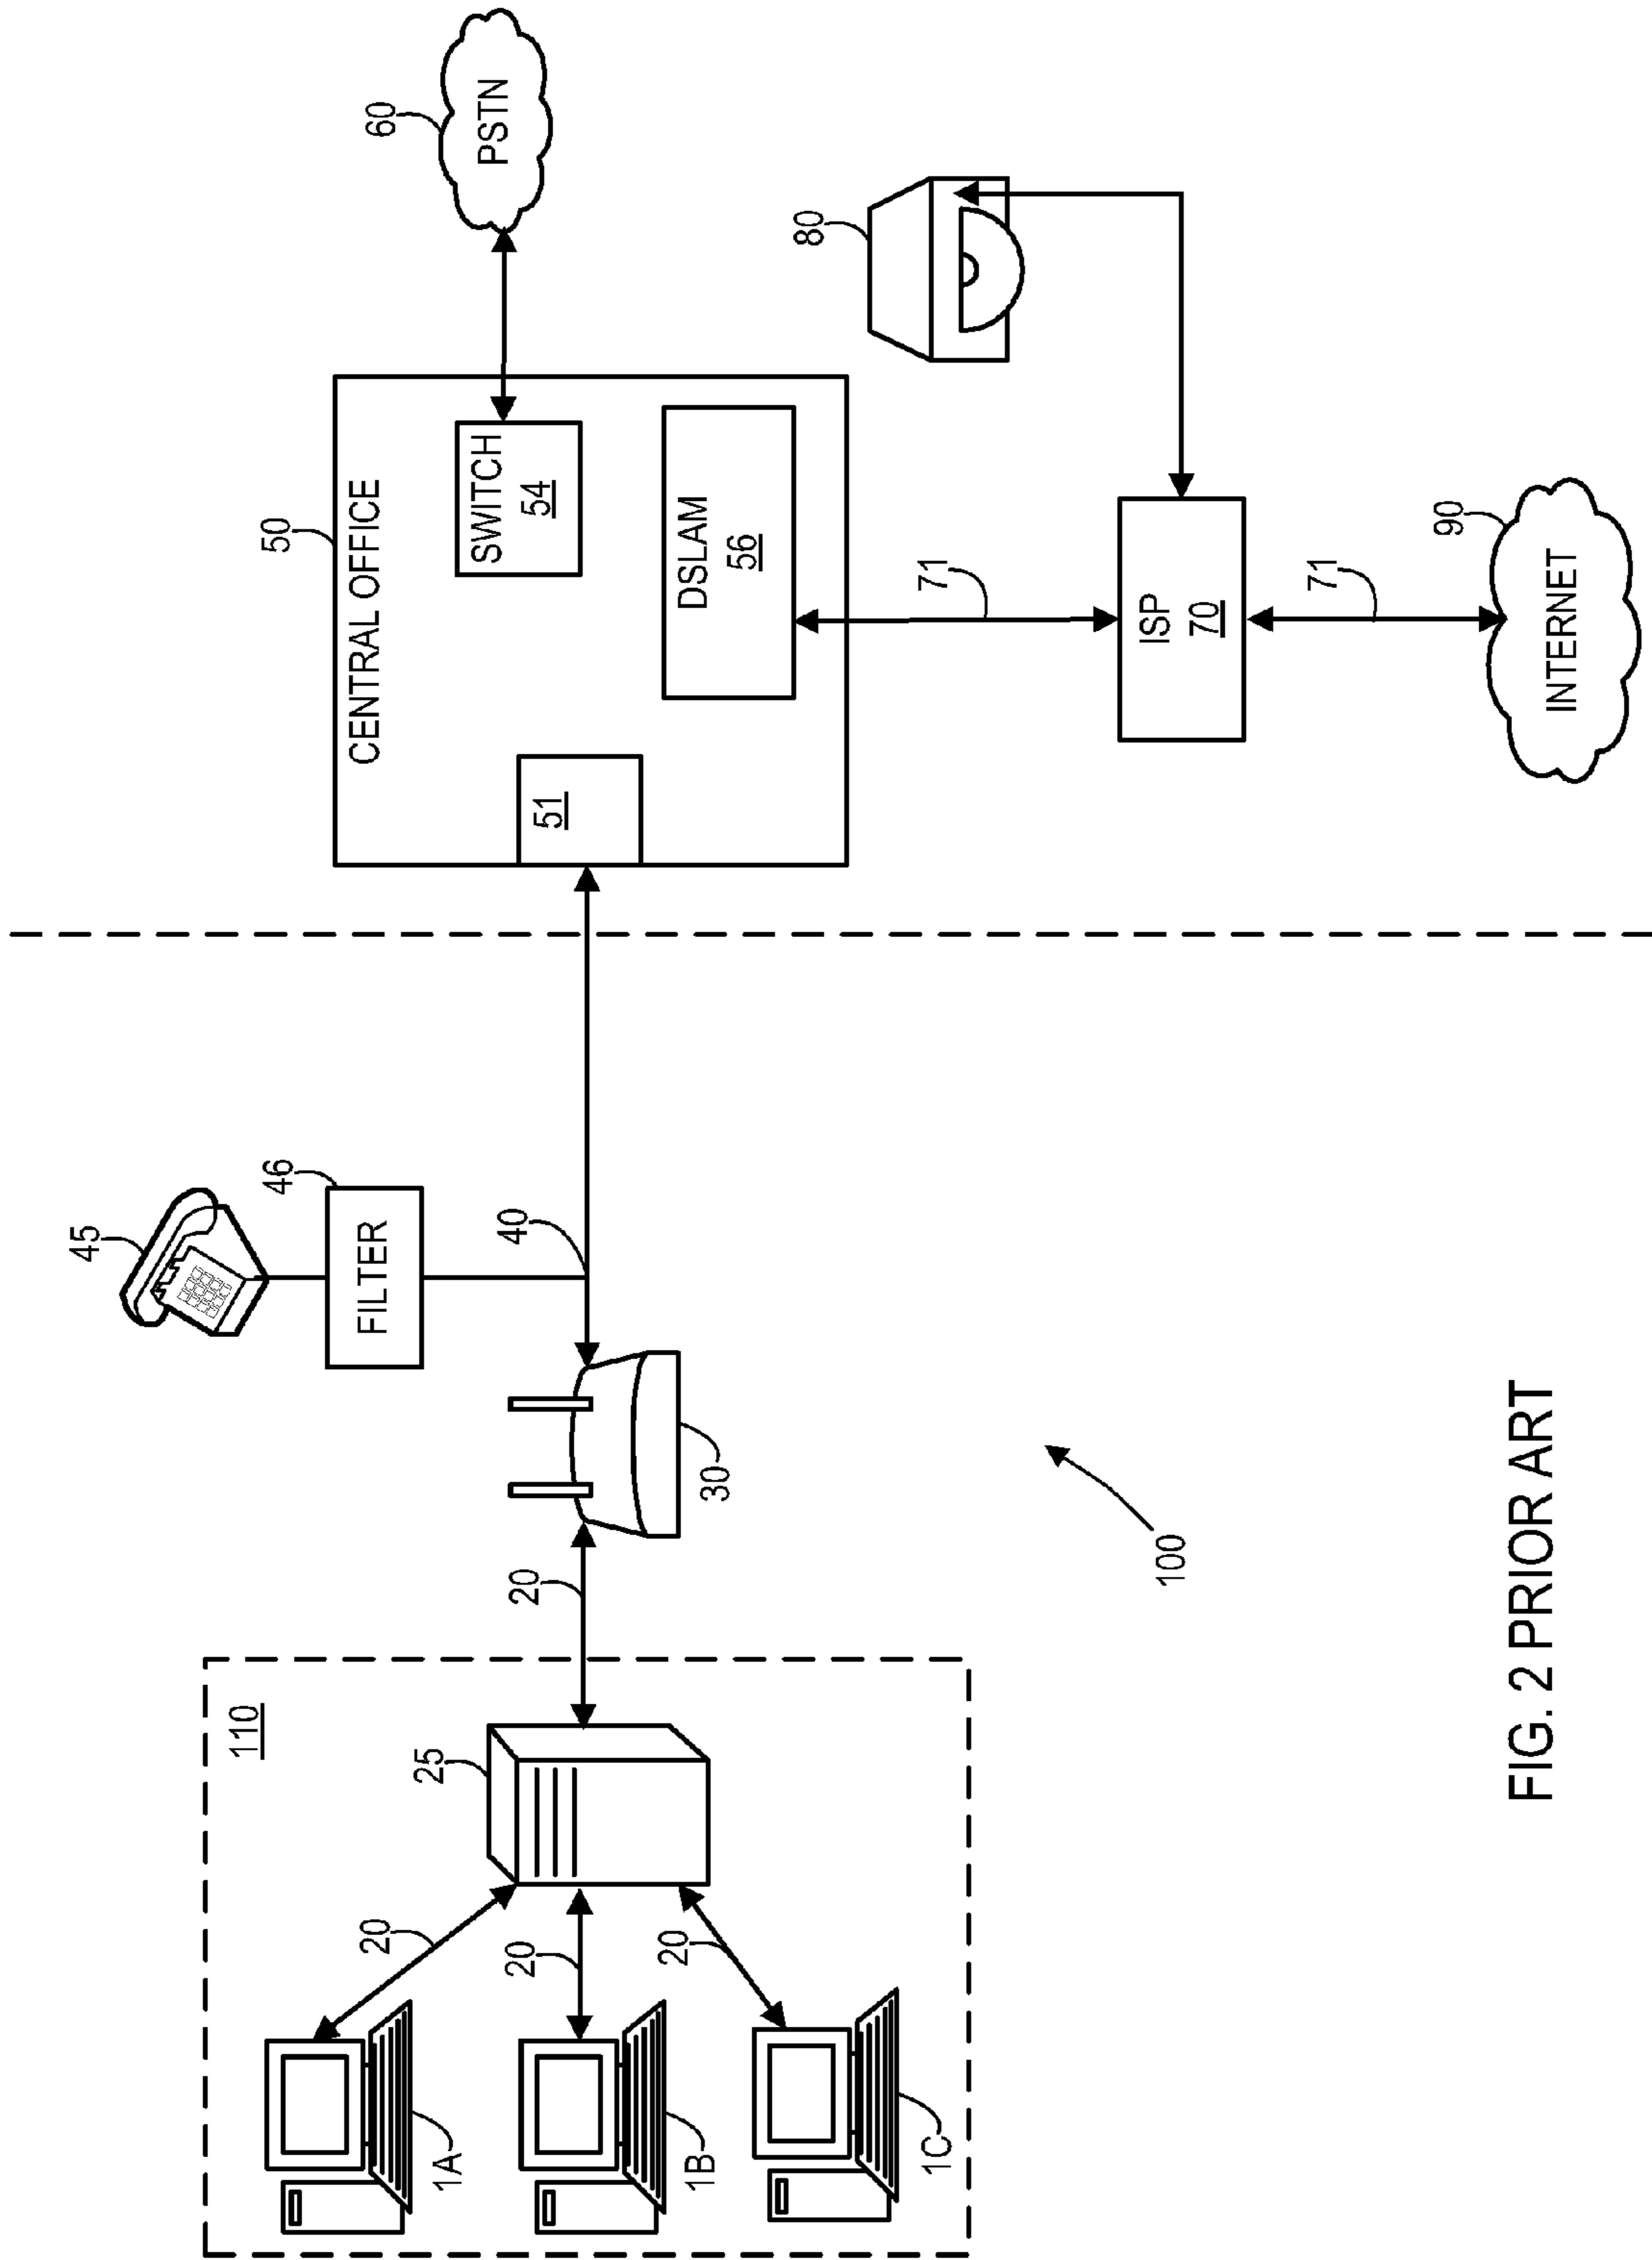 45
46
FILTER
40
30
20
110
25
20
20
20
1A
1B
1C
100
50
CENTRAL OFFICE
51
SWITCH
54
DSLAM
56
60
PSTN
80
71
ISP
70
71
90
INTERNET
FIG. 2 PRIOR ART